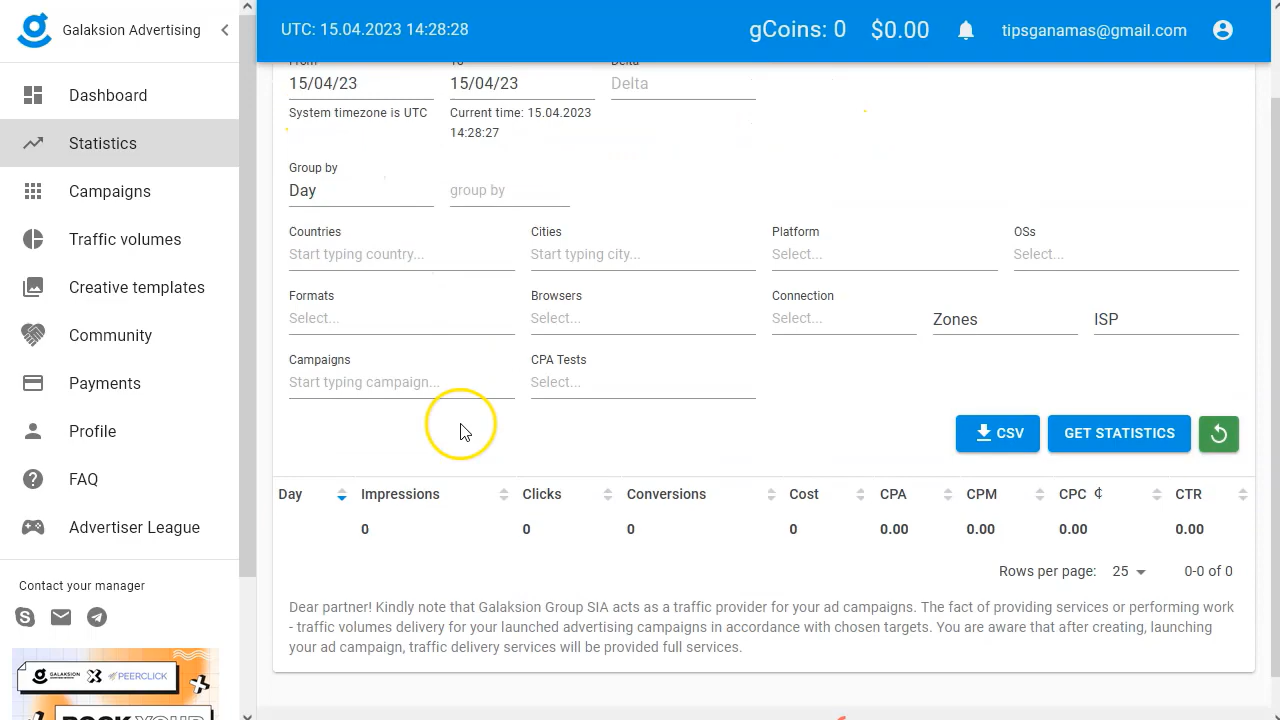 Galaksion Advertising
UTC: 15.04.2023 14:28:28
gCoins: 0
$0.00
tipsganamas@gmail.com
Dashboard
Statistics
Campaigns
Traffic volumes
Creative templates
Community
Payments
Profile
FAQ
Advertiser League
Contact your manager
GALAKSION
PEERCLICK
ROCK YOUR
From
To
Delta
15/04/23
15/04/23
Delta
System timezone is UTC
Current time: 15.04.2023
14:28:27
Group by
Day
group by
Countries
Cities
Platform
OSs
Start typing country...
Start typing city...
Select...
Select...
Formats
Browsers
Connection
Select...
Select...
Select...
Zones
ISP
Campaigns
CPA Tests
Start typing campaign...
Select...
CSV
GET STATISTICS
Day Impressions Clicks Conversions Cost CPA CPM CPC ¢ CTR
0 0 0 0 0.00 0.00 0.00 0.00
Rows per page: 25 0-0 of 0
Dear partner! Kindly note that Galaksion Group SIA acts as a traffic provider for your ad campaigns. The fact of providing services or performing work
- traffic volumes delivery for your launched advertising campaigns in accordance with chosen targets. You are aware that after creating, launching
your ad campaign, traffic delivery services will be provided full services.